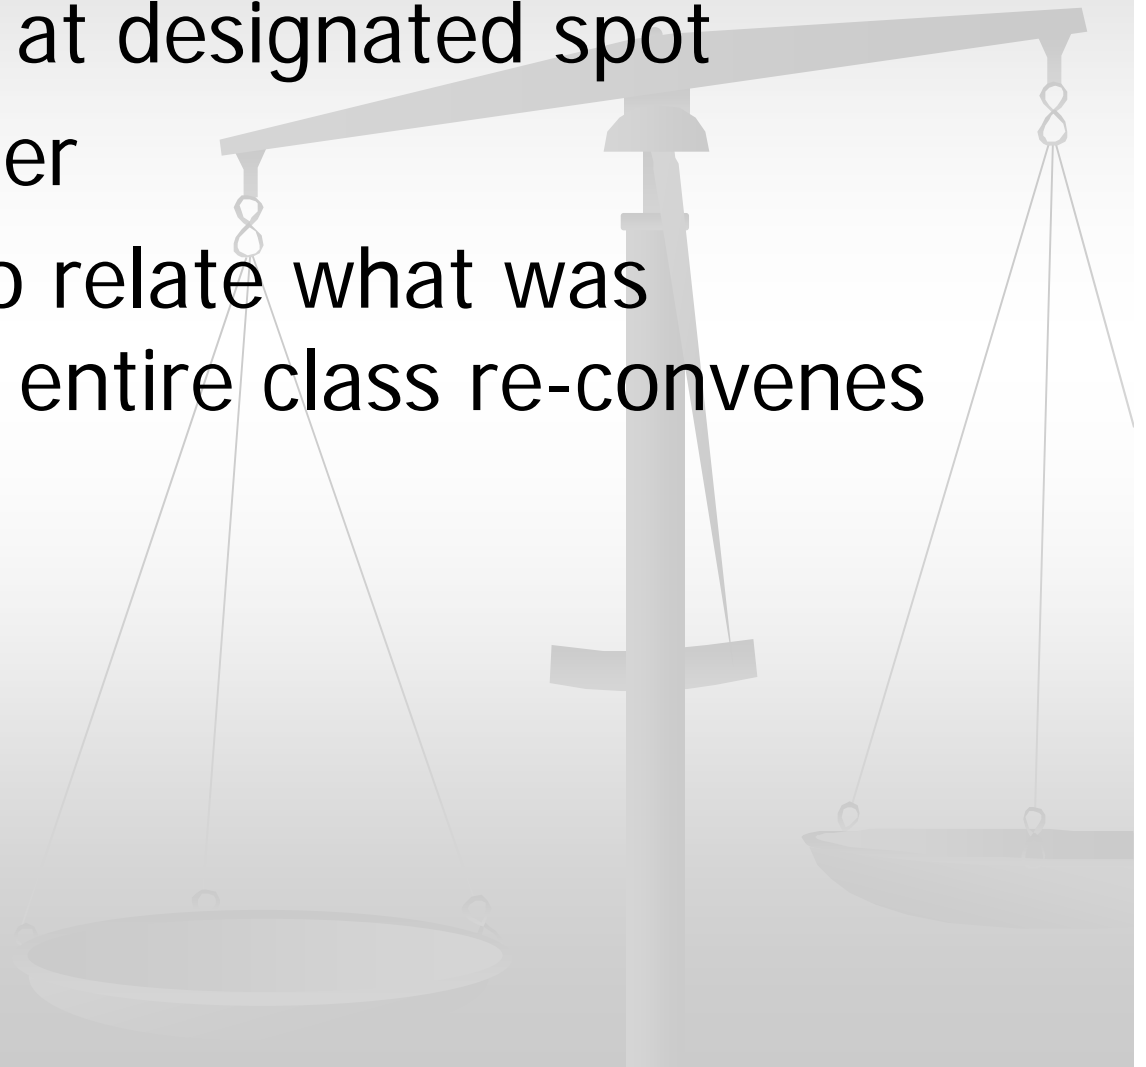 at designated spot
er
o relate what was
entire class re-convenes